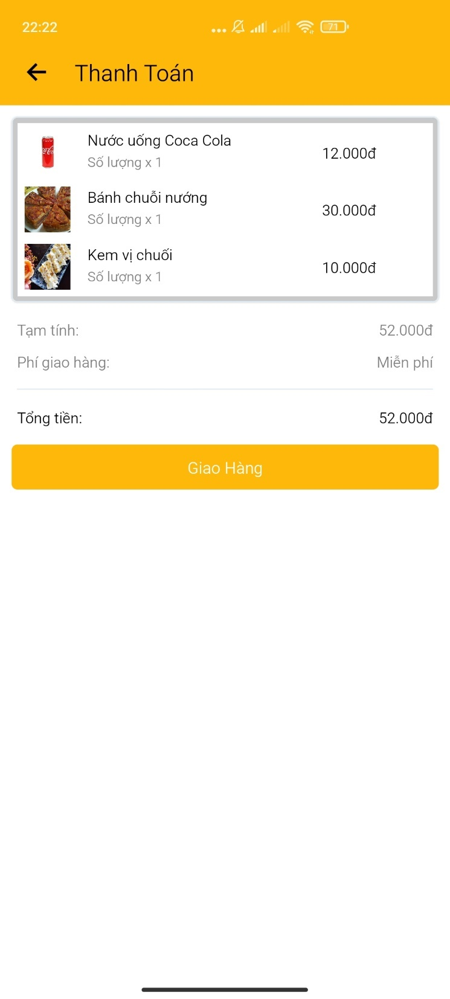 22:22
71
Thanh Toán
Nước uống Coca Cola
Số lượng x 1
12.000đ
Bánh chuỗi nướng
Số lượng x 1
30.000đ
Kem vị chuối
Số lượng x 1
10.000đ
Tạm tính:
52.000đ
Phí giao hàng:
Miễn phí
Tổng tiền:
52.000đ
Giao Hàng